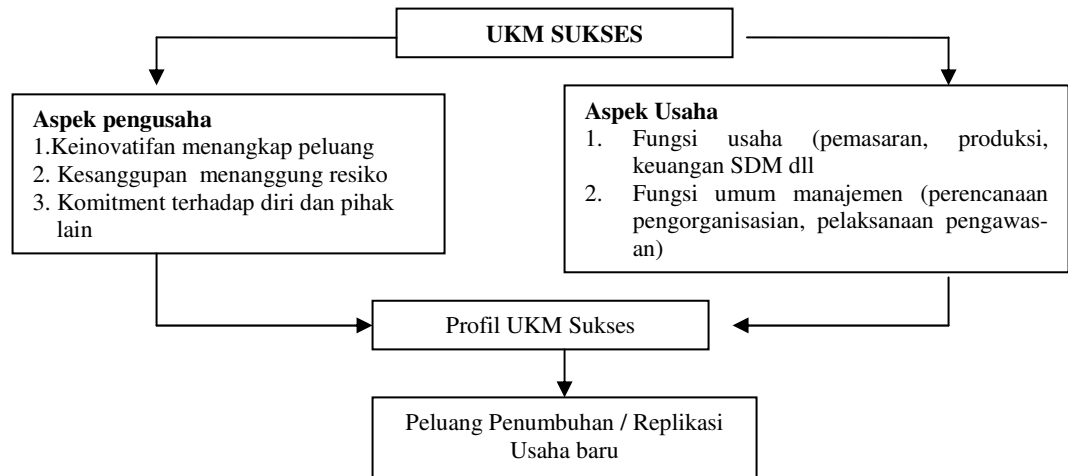 UKM SUKSES
Aspek pengusaha
1.Keinovatifan menangkap peluang
2. Kesanggupan menanggung resiko
3. Komitment terhadap diri dan pihak
lain
Aspek Usaha
1. Fungsi usaha (pemasaran, produksi,
keuangan SDM dll
2. Fungsi umum manajemen (perencanaan
pengorganisasian, pelaksanaan pengawas-
an)
Profil UKM Sukses
Peluang Penumbuhan / Replikasi
Usaha baru